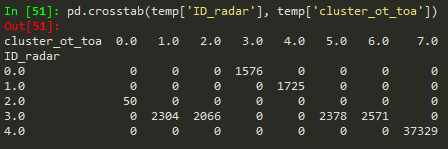 In [51]: pd.crosstab(temp['ID_radar'], temp['cluster_ot_toa'])
Out[51]:
cluster_ot_toa 0.0 1.0 2.0 3.0 4.0 5.0 6.0 7.0
ID_radar
0.0 0 0 0 1576 0 0 0 0
1.0 0 0 0 0 1725 0 0 0
2.0 50 0 0 0 0 0 0 0
3.0 0 2304 2066 0 0 2378 2571 0
4.0 0 0 0 0 0 0 0 37329